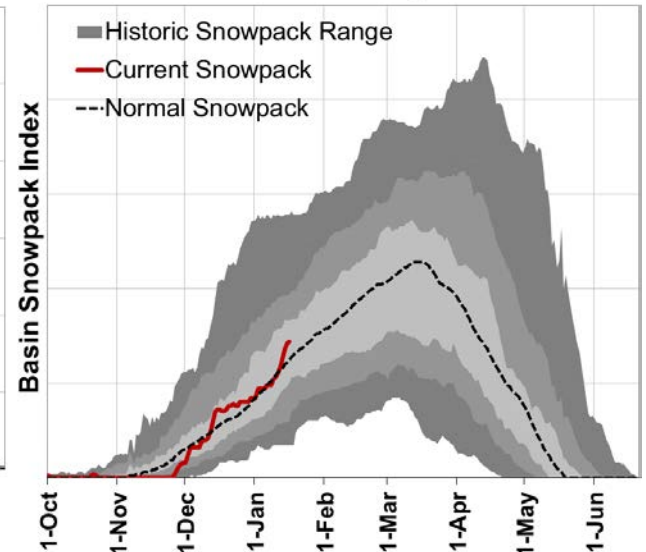 Historic Snowpack Range
Current Snowpack
Normal Snowpack
Basin Snowpack Index
1-Oct
1-Nov
1-Dec
1-Jan
1-Feb
1-Mar
1-Apr
1-May
1-Jun